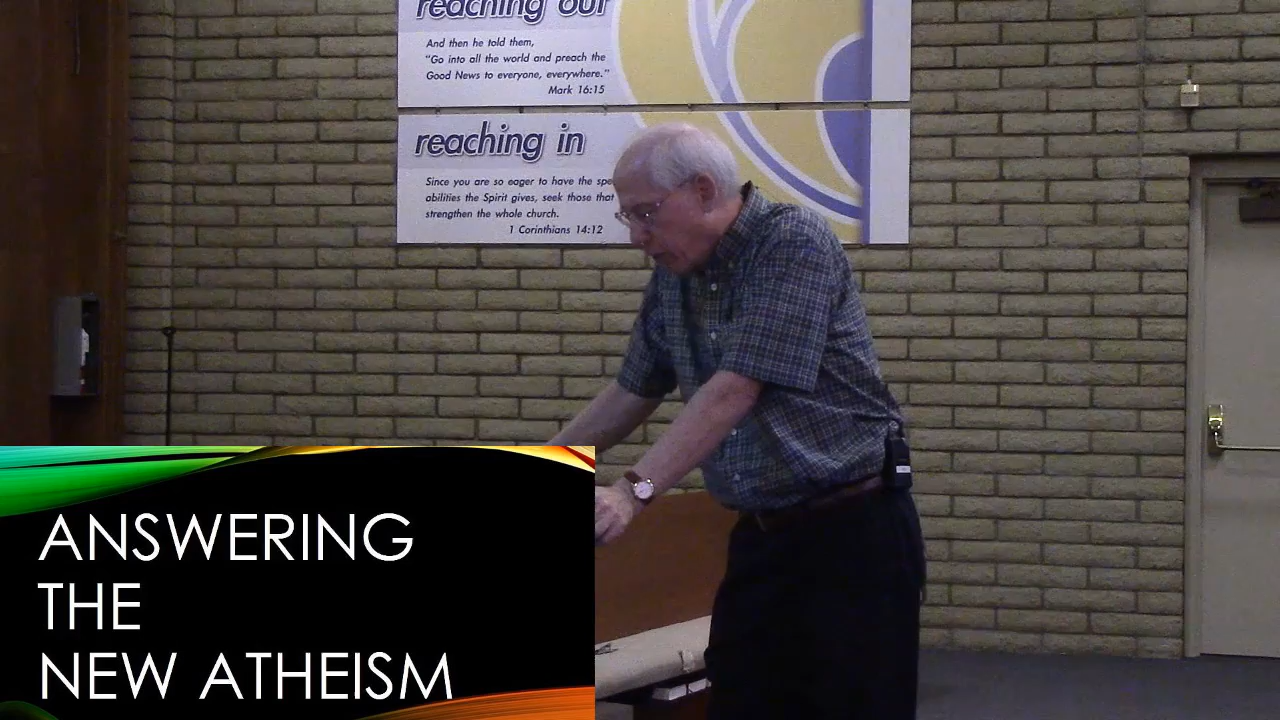 reaching out
And then he told them,
“Go into all the world and preach the
Good News to everyone, everywhere.”
Mark 16:15
reaching in
Since you are so eager to have the
abilities the Spirit gives, seek those that
strengthen the whole church.
1 Corinthians 14:12
ANSWERING
THE
NEW ATHEISM